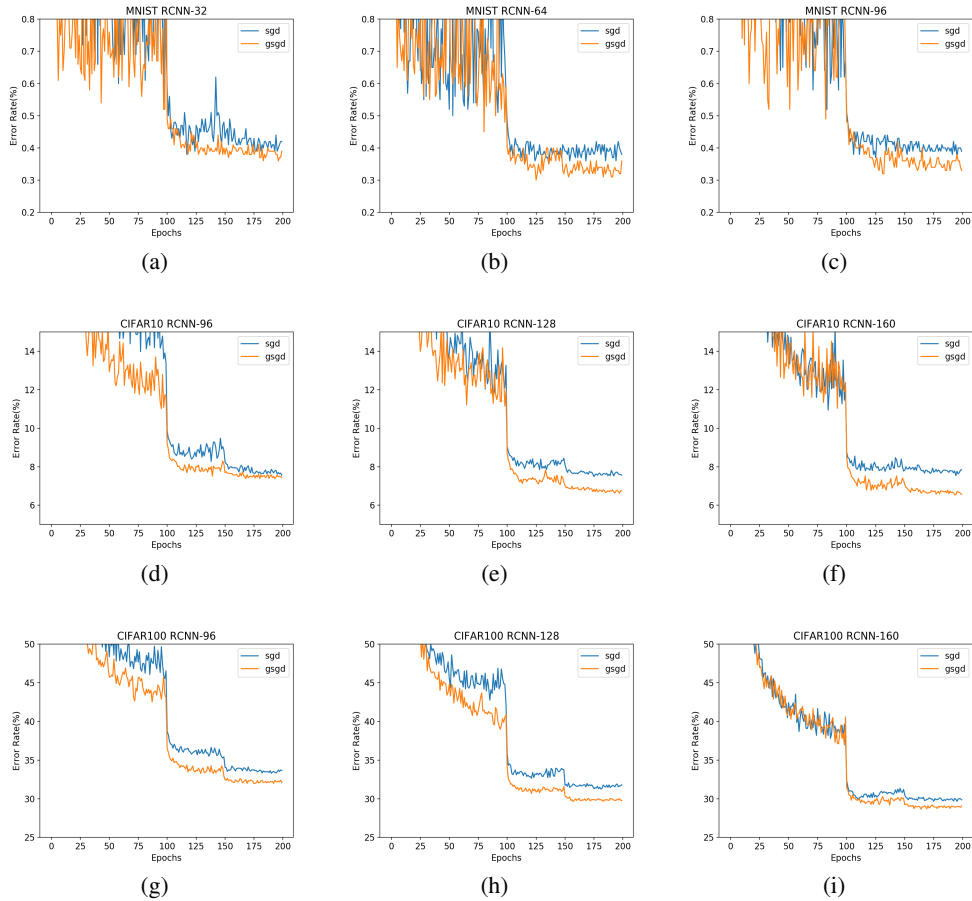 MNIST RCNN-32
0.8
0.7
0.6
0.5
0.4
0.3
0.2
Error Rate(%)
0 25 50 75 100 125 150 175 200
Epochs
sgd
gsgd
(a)
MNIST RCNN-64
0.8
0.7
0.6
0.5
0.4
0.3
0.2
Error Rate(%)
0 25 50 75 100 125 150 175 200
Epochs
sgd
gsgd
(b)
MNIST RCNN-96
0.8
0.7
0.6
0.5
0.4
0.3
0.2
Error Rate(%)
0 25 50 75 100 125 150 175 200
Epochs
sgd
gsgd
(c)
CIFAR10 RCNN-96
14
12
10
8
6
Error Rate(%)
0 25 50 75 100 125 150 175 200
Epochs
sgd
gsgd
(d)
CIFAR10 RCNN-128
14
12
10
8
6
Error Rate(%)
0 25 50 75 100 125 150 175 200
Epochs
sgd
gsgd
(e)
CIFAR10 RCNN-160
14
12
10
8
6
Error Rate(%)
0 25 50 75 100 125 150 175 200
Epochs
sgd
gsgd
(f)
CIFAR100 RCNN-96
50
45
40
35
30
25
Error Rate(%)
0 25 50 75 100 125 150 175 200
Epochs
sgd
gsgd
(g)
CIFAR100 RCNN-128
50
45
40
35
30
25
Error Rate(%)
0 25 50 75 100 125 150 175 200
Epochs
sgd
gsgd
(h)
CIFAR100 RCNN-160
50
45
40
35
30
25
Error Rate(%)
0 25 50 75 100 125 150 175 200
Epochs
sgd
gsgd
(i)